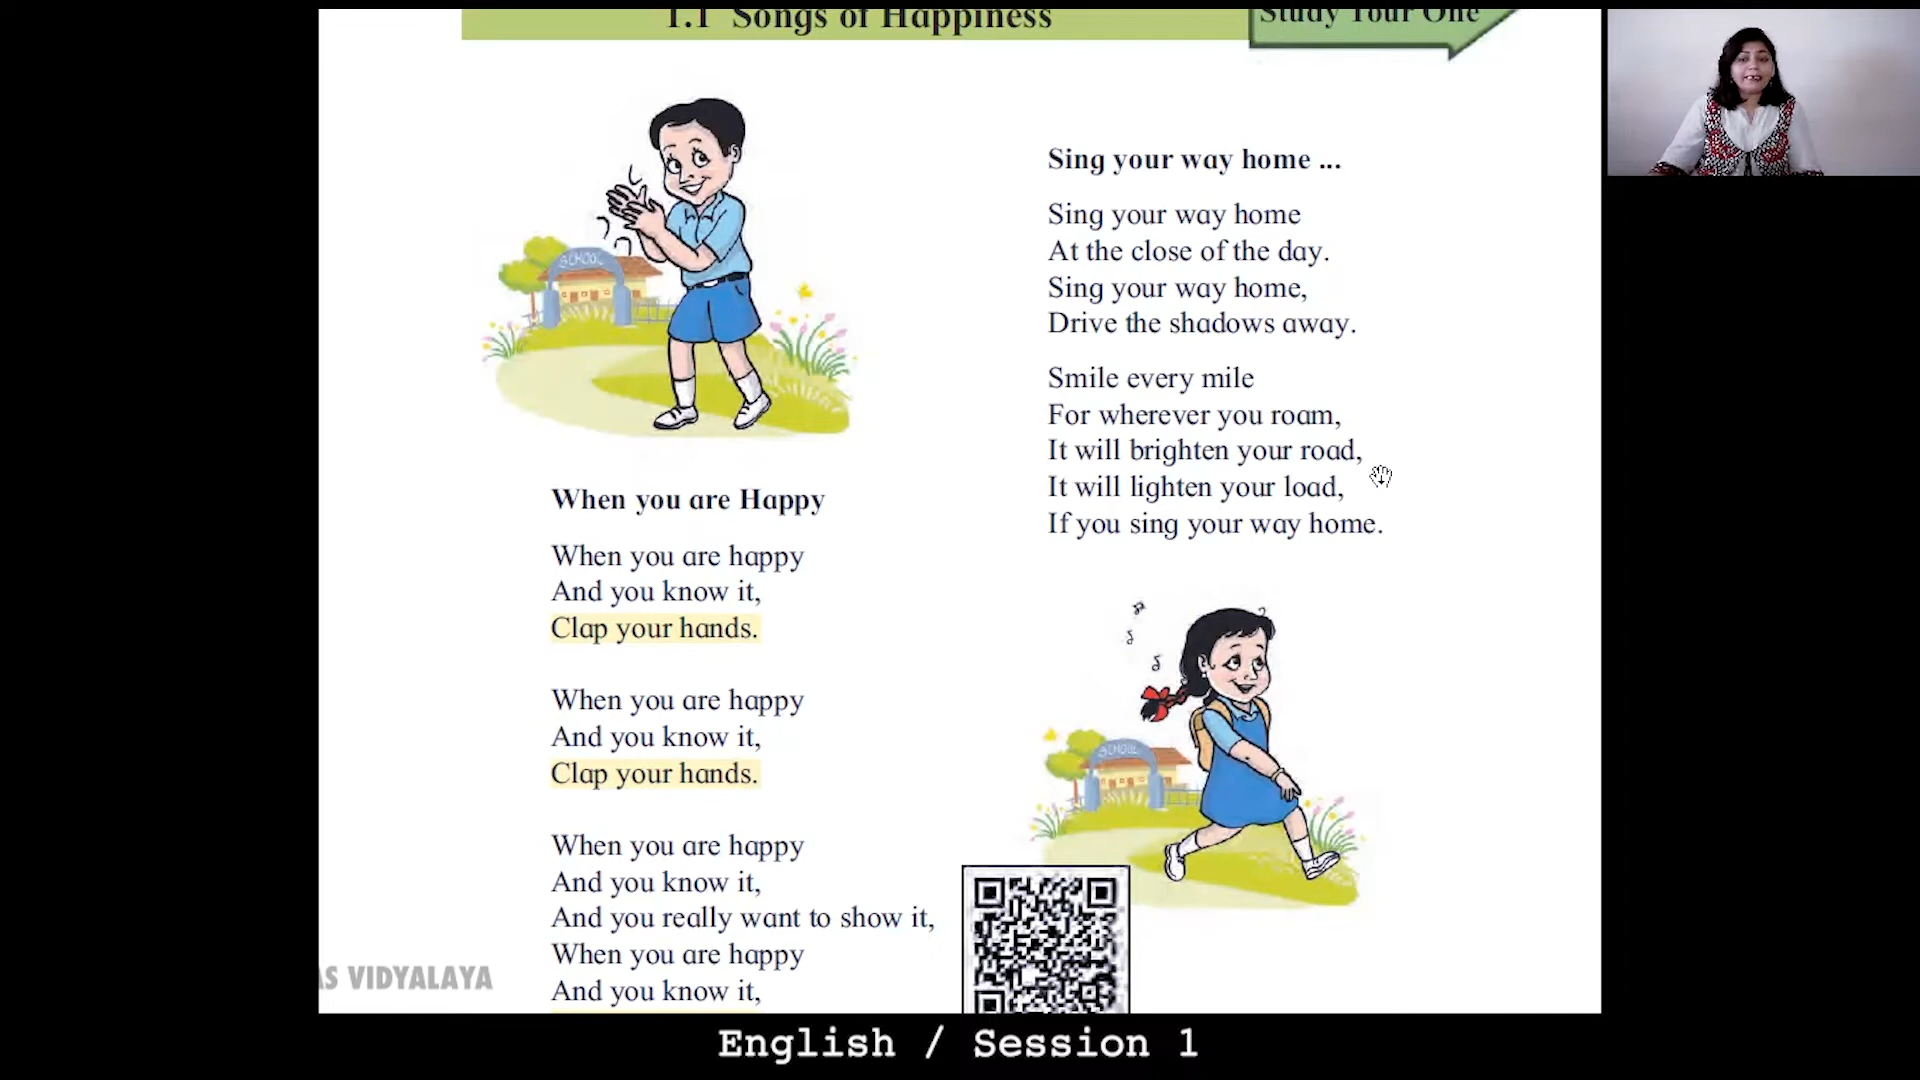 1.1 Songs of Happiness
Study Your One
SCHOOL
When you are Happy
When you are happy
And you know it,
Clap your hands.
When you are happy
And you know it,
Clap your hands.
When you are happy
And you know it,
And you really want to show it,
When you are happy
And you know it,
Sing your way home ...
Sing your way home
At the close of the day.
Sing your way home,
Drive the shadows away.
Smile every mile
For wherever you roam,
It will brighten your road,
It will lighten your load,
If you sing your way home.
SCHOOL
AS VIDYALAYA
English / Session 1